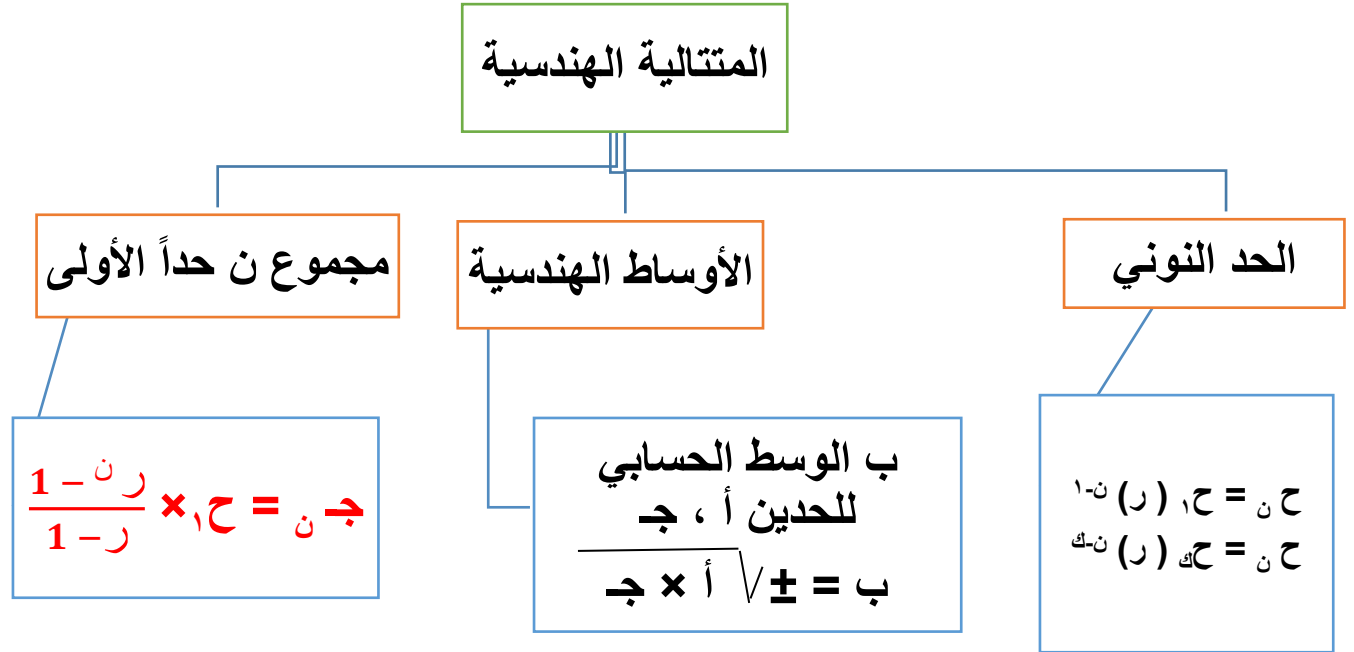 المتتالية الهندسية
الحد النوني
الأوساط الهندسية
مجموع ن حداً الأولى
ح ن = ح١ ( ر) ن-١
ح ن = حك ( ر) ن-ك
ب الوسط الحسابي
للحدين أ ، جـ
ب = ± √ أ × جـ
جـ ن = ح١ × (ر ن – 1) / (ر – 1)